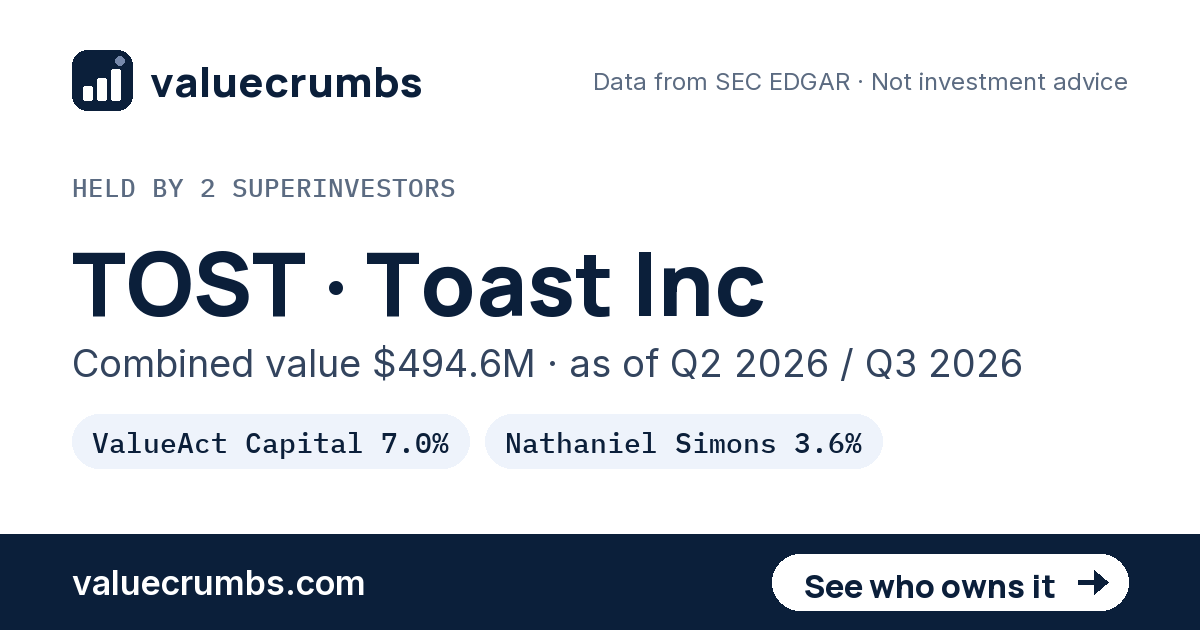 valuecrumbs
Data from SEC EDGAR · Not investment advice
HELD BY 2 SUPERINVESTORS
TOST · Toast Inc
Combined value $494.6M · as of Q2 2026 / Q3 2026
ValueAct Capital 7.0%
Nathaniel Simons 3.6%
valuecrumbs.com
See who owns it →